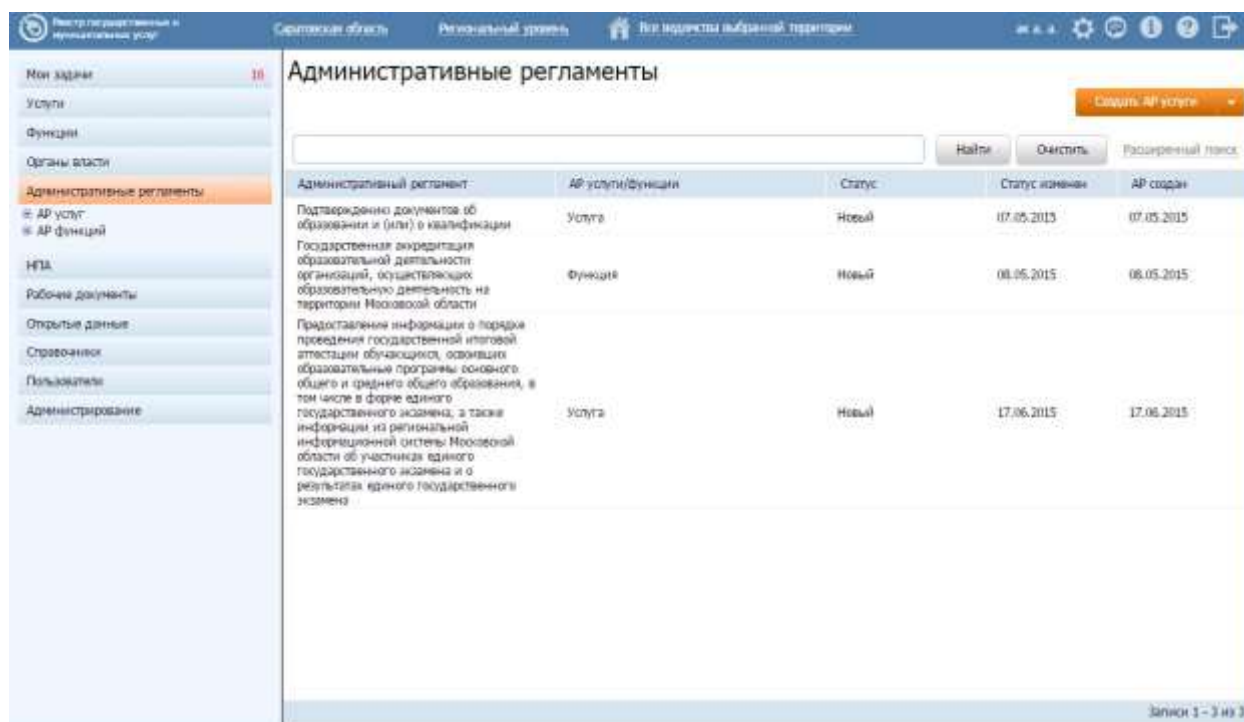 Реестр государственных и
муниципальных услуг
Саратовская область
Региональный уровень
Все ведомства выбранной территории
Мои задачи
Услуги
Функции
Органы власти
Административные регламенты
АР услуг
АР функций
НПА
Рабочие документы
Открытые данные
Справочники
Пользователи
Администрирование
Административные регламенты
Создать АР услуги
Найти
Очистить
Расширенный поиск
Административный регламент
АР услуги/функции
Статус
Статус изменен
АР создан
Подтверждению документов об
образовании и (или) о квалификации
Услуга
Новый
07.05.2015
07.05.2015
Государственная аккредитация
образовательной деятельности
организаций, осуществляющих
образовательную деятельность на
территории Московской области
Функция
Новый
08.05.2015
08.05.2015
Предоставление информации о порядке
проведения государственной итоговой
аттестации обучающихся, освоивших
образовательные программы основного
общего и среднего общего образования, в
том числе в форме единого
государственного экзамена, а также
информации из региональной
информационной системы Московской
области об участниках единого
государственного экзамена и о
результатах единого государственного
экзамена
Услуга
Новый
17.06.2015
17.06.2015
Записи 1 - 3 из 3